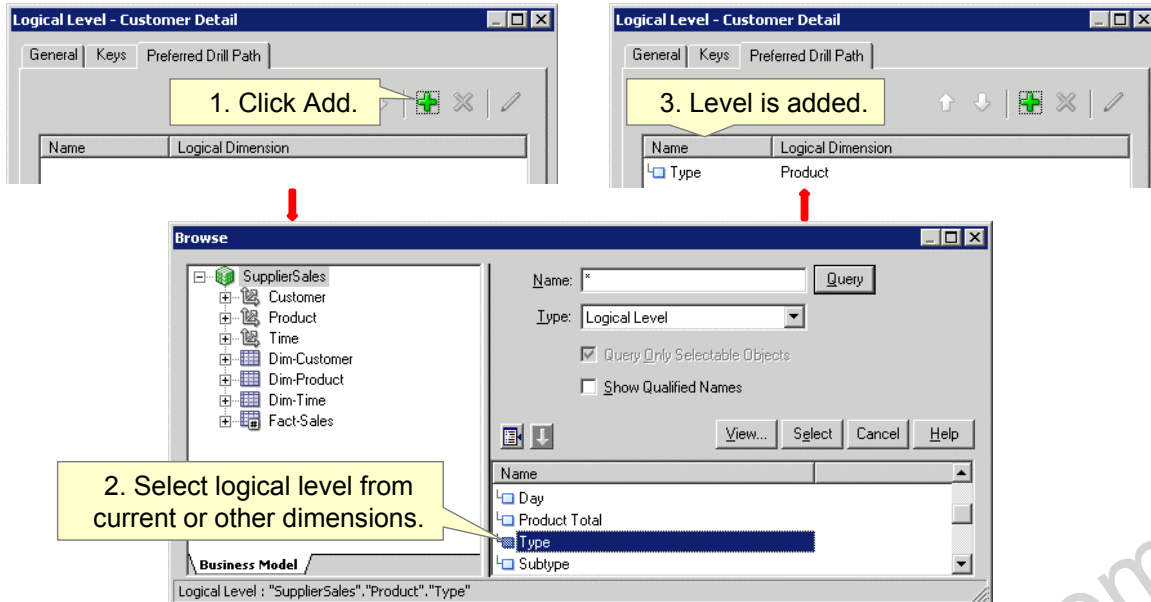 Logical Level - Customer Detail
General Keys Preferred Drill Path
1. Click Add.
Name Logical Dimension
Logical Level - Customer Detail
General Keys Preferred Drill Path
3. Level is added.
Name Logical Dimension
Type Product
Browse
SupplierSales
Customer
Product
Time
Dim-Customer
Dim-Product
Dim-Time
Fact-Sales
Business Model
Name: * Query
Type: Logical Level
Query Only Selectable Objects
Show Qualified Names
View... Select Cancel Help
2. Select logical level from
current or other dimensions.
Name
Day
Product Total
Type
Subtype
Logical Level : "SupplierSales"."Product"."Type"